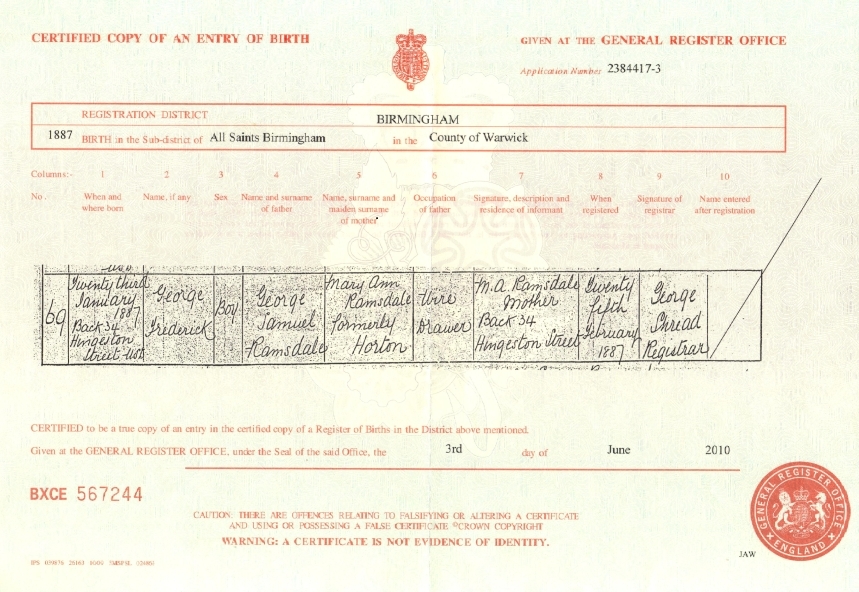 CERTIFIED COPY OF AN ENTRY OF BIRTH
GIVEN AT THE GENERAL REGISTER OFFICE
Application Number 2384417-3
REGISTRATION DISTRICT BIRMINGHAM
1887 BIRTH in the Sub-district of All Saints Birmingham in the County of Warwick
Columns:- 1 2 3 4 5 6 7 8 9 10
No. When and where born Name, if any Sex Name and surname of father Name, surname and maiden surname of mother Occupation of father Signature, description and residence of informant When registered Signature of registrar Name entered after registration
69 Twenty third January 1887 Back 34 Hingeston Street George Frederick Boy George Samuel Ramsdale Mary Ann Ramsdale formerly Horton Wire Drawer M.A. Ramsdale Mother Back 34 Hingeston Street Twenty fifth February 1887 George Thread Registrar
CERTIFIED to be a true copy of an entry in the certified copy of a Register of Births in the District above mentioned.
Given at the GENERAL REGISTER OFFICE, under the Seal of the said Office, the 3rd day of June 2010
BXCE 567244
CAUTION: THERE ARE OFFENCES RELATING TO FALSIFYING OR ALTERING A CERTIFICATE
AND USING OR POSSESSING A FALSE CERTIFICATE ©CROWN COPYRIGHT
WARNING: A CERTIFICATE IS NOT EVIDENCE OF IDENTITY.
GENERAL REGISTER OFFICE
ENGLAND
JAW